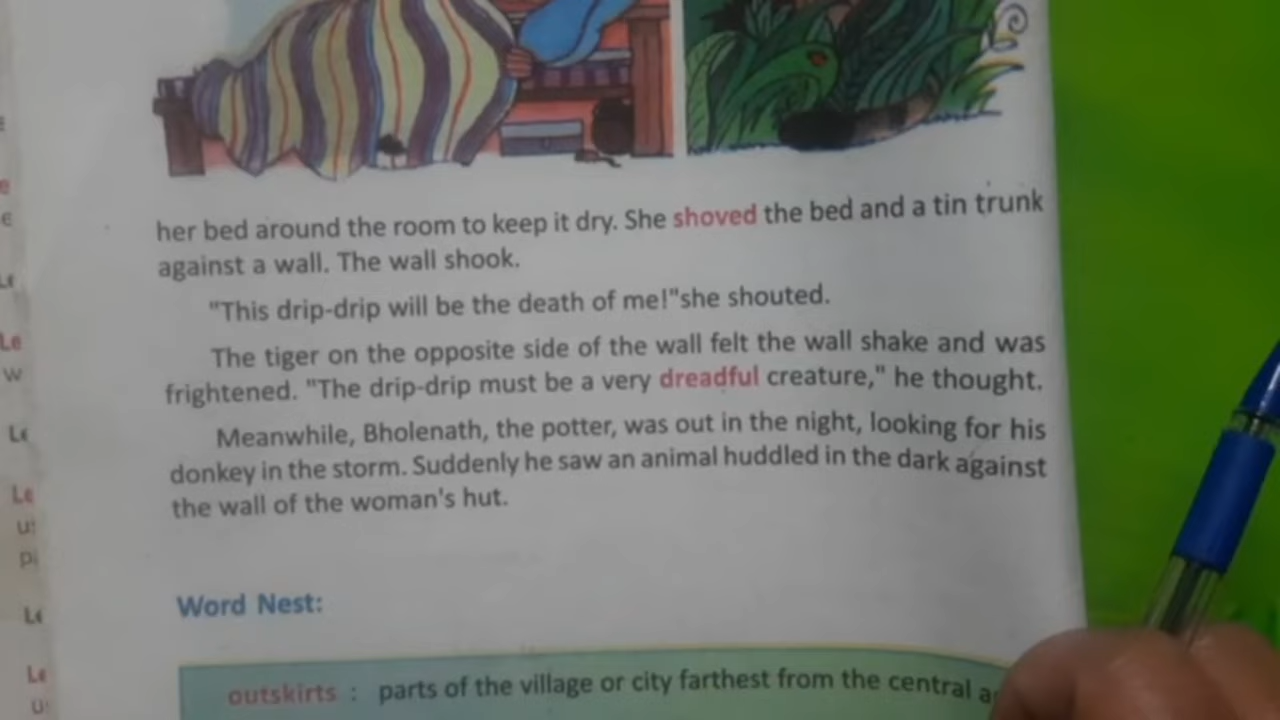 her bed around the room to keep it dry. She shoved the bed and a tin trunk
against a wall. The wall shook.
"This drip-drip will be the death of me!"she shouted.
The tiger on the opposite side of the wall felt the wall shake and was
frightened. "The drip-drip must be a very dreadful creature," he thought.
Meanwhile, Bholenath, the potter, was out in the night, looking for his
donkey in the storm. Suddenly he saw an animal huddled in the dark against
the wall of the woman's hut.
Word Nest:
outskirts : parts of the village or city farthest from the central